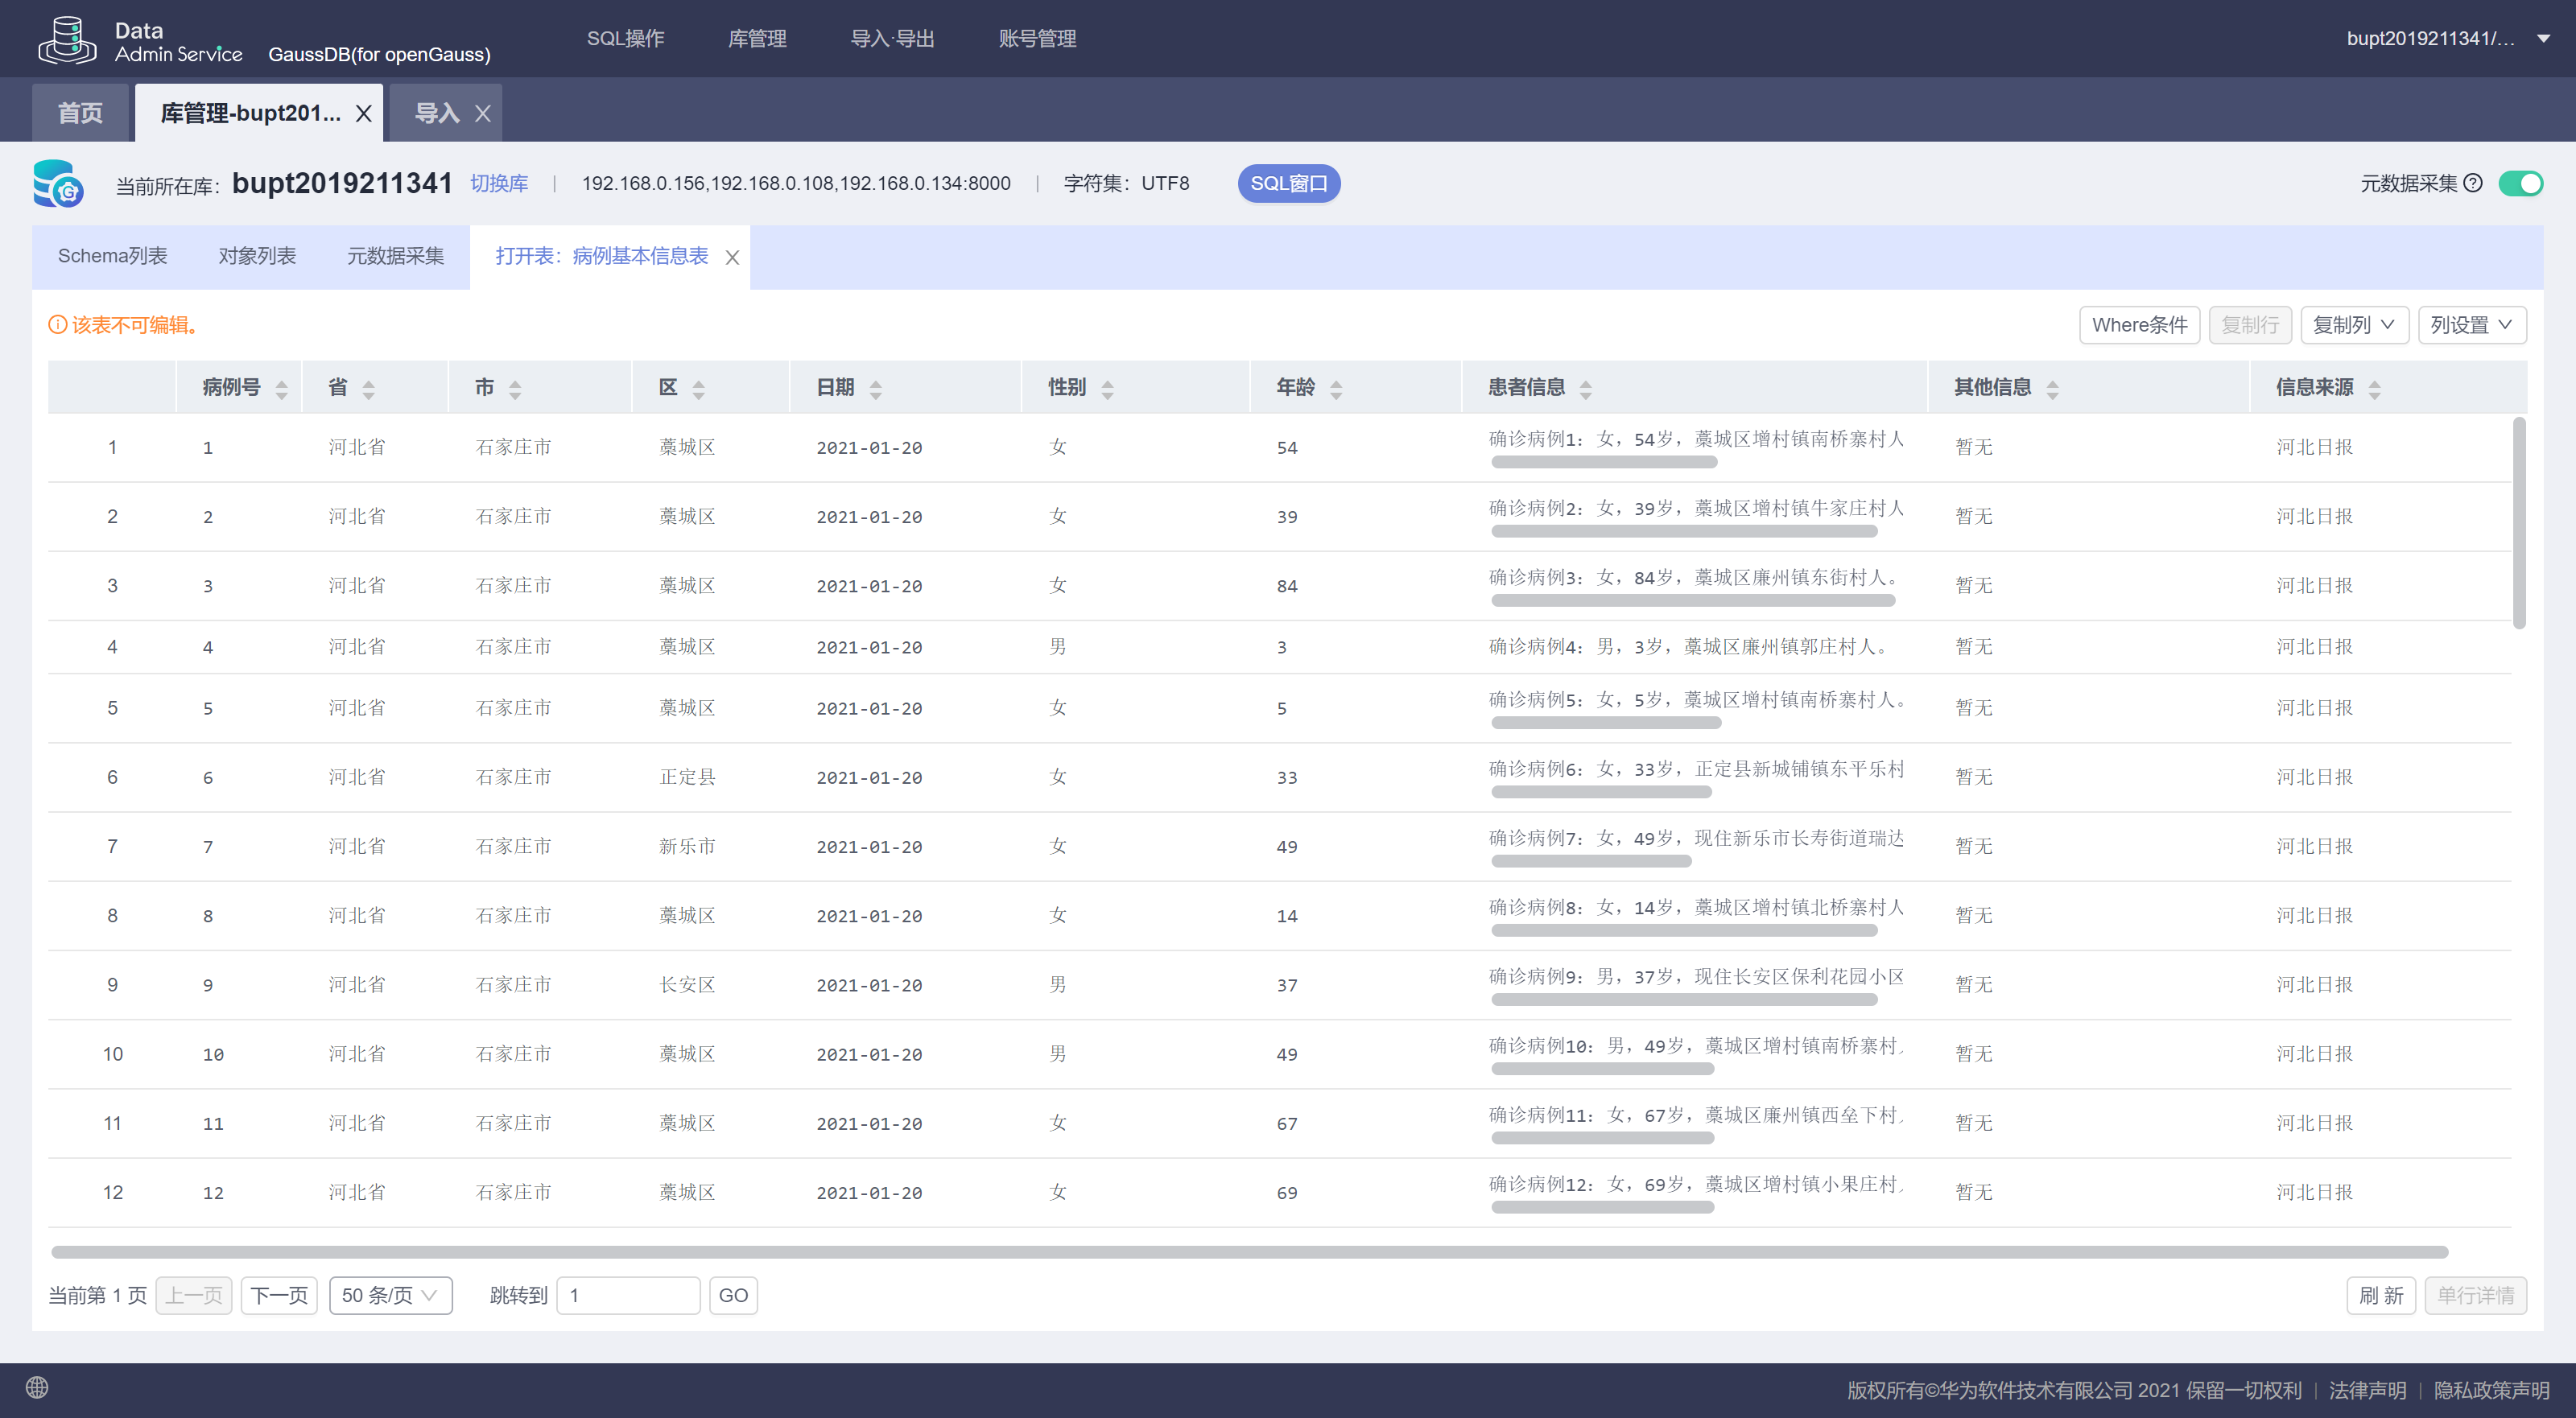 Data
Admin Service GaussDB(for openGauss) SQL操作 库管理 导入·导出 账号管理 bupt2019211341/...
首页 库管理-bupt201... 导入
当前所在库： bupt2019211341 切换库 192.168.0.156,192.168.0.108,192.168.0.134:8000 字符集： UTF8 SQL窗口 元数据采集
Schema列表 对象列表 元数据采集 打开表：病例基本信息表
该表不可编辑。 Where条件 复制行 复制列 列设置
病例号 省 市 区 日期 性别 年龄 患者信息 其他信息 信息来源
1 1 河北省 石家庄市 藁城区 2021-01-20 女 54 确诊病例1：女，54岁，藁城区增村镇南桥寨村人 暂无 河北日报
2 2 河北省 石家庄市 藁城区 2021-01-20 女 39 确诊病例2：女，39岁，藁城区增村镇牛家庄村人 暂无 河北日报
3 3 河北省 石家庄市 藁城区 2021-01-20 女 84 确诊病例3：女，84岁，藁城区廉州镇东街村人。 暂无 河北日报
4 4 河北省 石家庄市 藁城区 2021-01-20 男 3 确诊病例4：男，3岁，藁城区廉州镇郭庄村人。 暂无 河北日报
5 5 河北省 石家庄市 藁城区 2021-01-20 女 5 确诊病例5：女，5岁，藁城区增村镇南桥寨村人。 暂无 河北日报
6 6 河北省 石家庄市 正定县 2021-01-20 女 33 确诊病例6：女，33岁，正定县新城铺镇东平乐村 暂无 河北日报
7 7 河北省 石家庄市 新乐市 2021-01-20 女 49 确诊病例7：女，49岁，现住新乐市长寿街道瑞达 暂无 河北日报
8 8 河北省 石家庄市 藁城区 2021-01-20 女 14 确诊病例8：女，14岁，藁城区增村镇北桥寨村人 暂无 河北日报
9 9 河北省 石家庄市 长安区 2021-01-20 男 37 确诊病例9：男，37岁，现住长安区保利花园小区 暂无 河北日报
10 10 河北省 石家庄市 藁城区 2021-01-20 男 49 确诊病例10：男，49岁，藁城区增村镇南桥寨村 暂无 河北日报
11 11 河北省 石家庄市 藁城区 2021-01-20 女 67 确诊病例11：女，67岁，藁城区廉州镇西垒下村 暂无 河北日报
12 12 河北省 石家庄市 藁城区 2021-01-20 女 69 确诊病例12：女，69岁，藁城区增村镇小果庄村 暂无 河北日报
当前第 1 页 上一页 下一页 50 条/页 跳转到 1 GO 刷 新 单行详情
版权所有©华为软件技术有限公司 2021 保留一切权利 | 法律声明 | 隐私政策声明